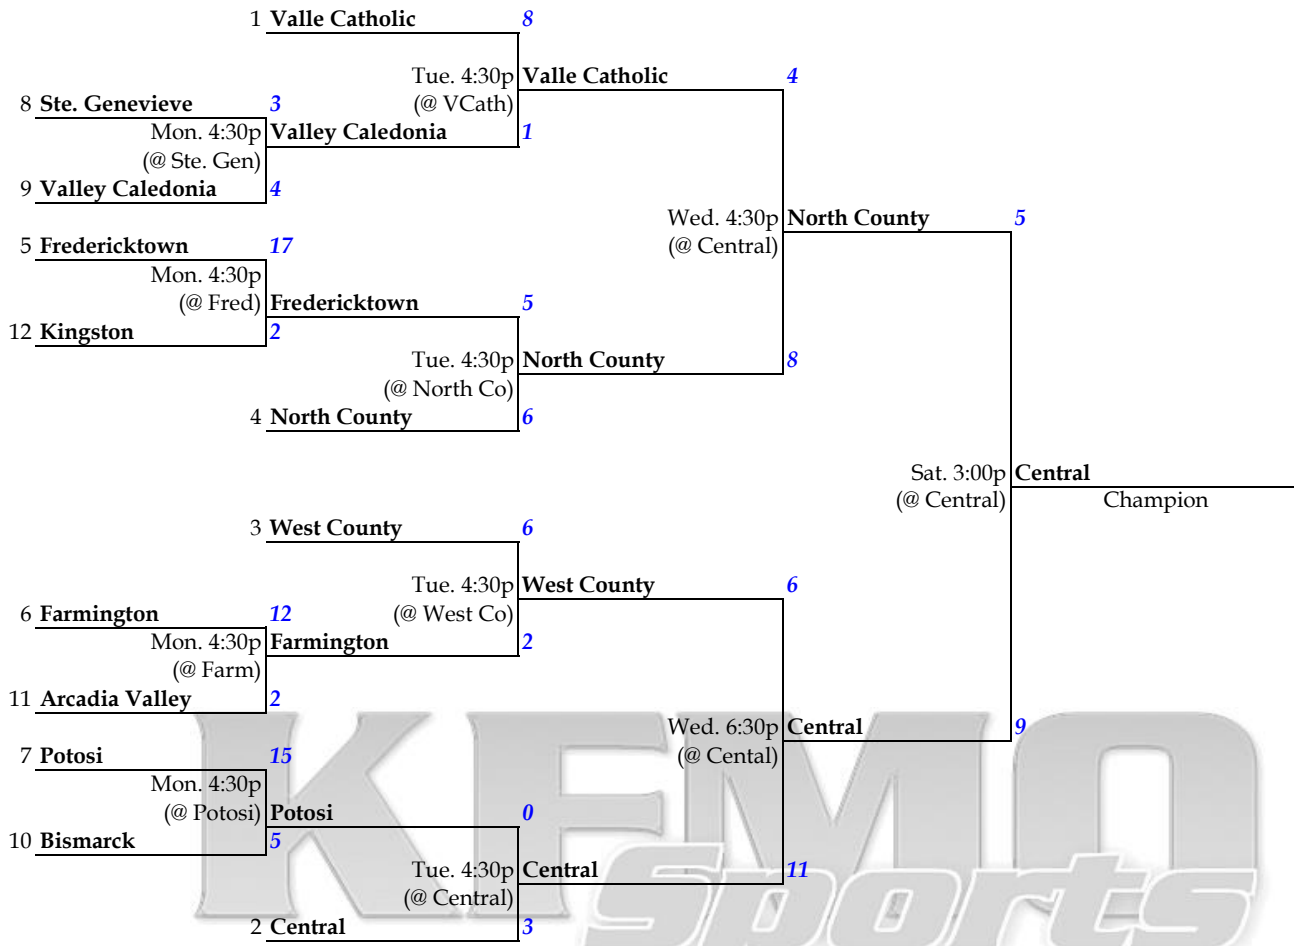 1 Valle Catholic 8
Tue. 4:30p Valle Catholic 4
8 Ste. Genevieve 3 (@ VCath)
Mon. 4:30p Valley Caledonia 1
(@ Ste. Gen)
9 Valley Caledonia 4
Wed. 4:30p North County 5
5 Fredericktown 17 (@ Central)
Mon. 4:30p
(@ Fred) Fredericktown 5
12 Kingston 2
Tue. 4:30p North County 8
(@ North Co)
4 North County 6
Sat. 3:00p Central
(@ Central) Champion
3 West County 6
Tue. 4:30p West County 6
6 Farmington 12 (@ West Co)
Mon. 4:30p Farmington 2
(@ Farm)
11 Arcadia Valley 2
Wed. 6:30p Central 9
7 Potosi 15 (@ Cental)
Mon. 4:30p
(@ Potosi) Potosi 0
10 Bismarck 5
Tue. 4:30p Central 11
(@ Central)
2 Central 3
KFMO
Sports